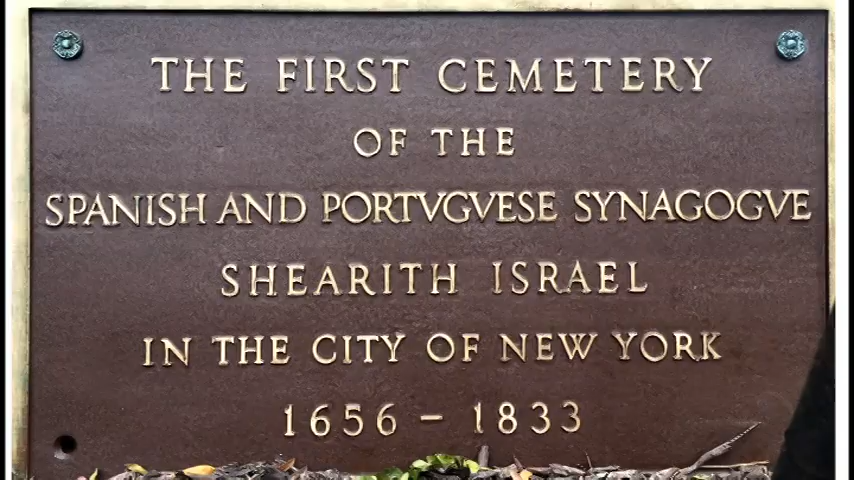 THE FIRST CEMETERY
OF THE
SPANISH AND PORTVGVESE SYNAGOGVE
SHEARITH ISRAEL
IN THE CITY OF NEW YORK
1656 – 1833